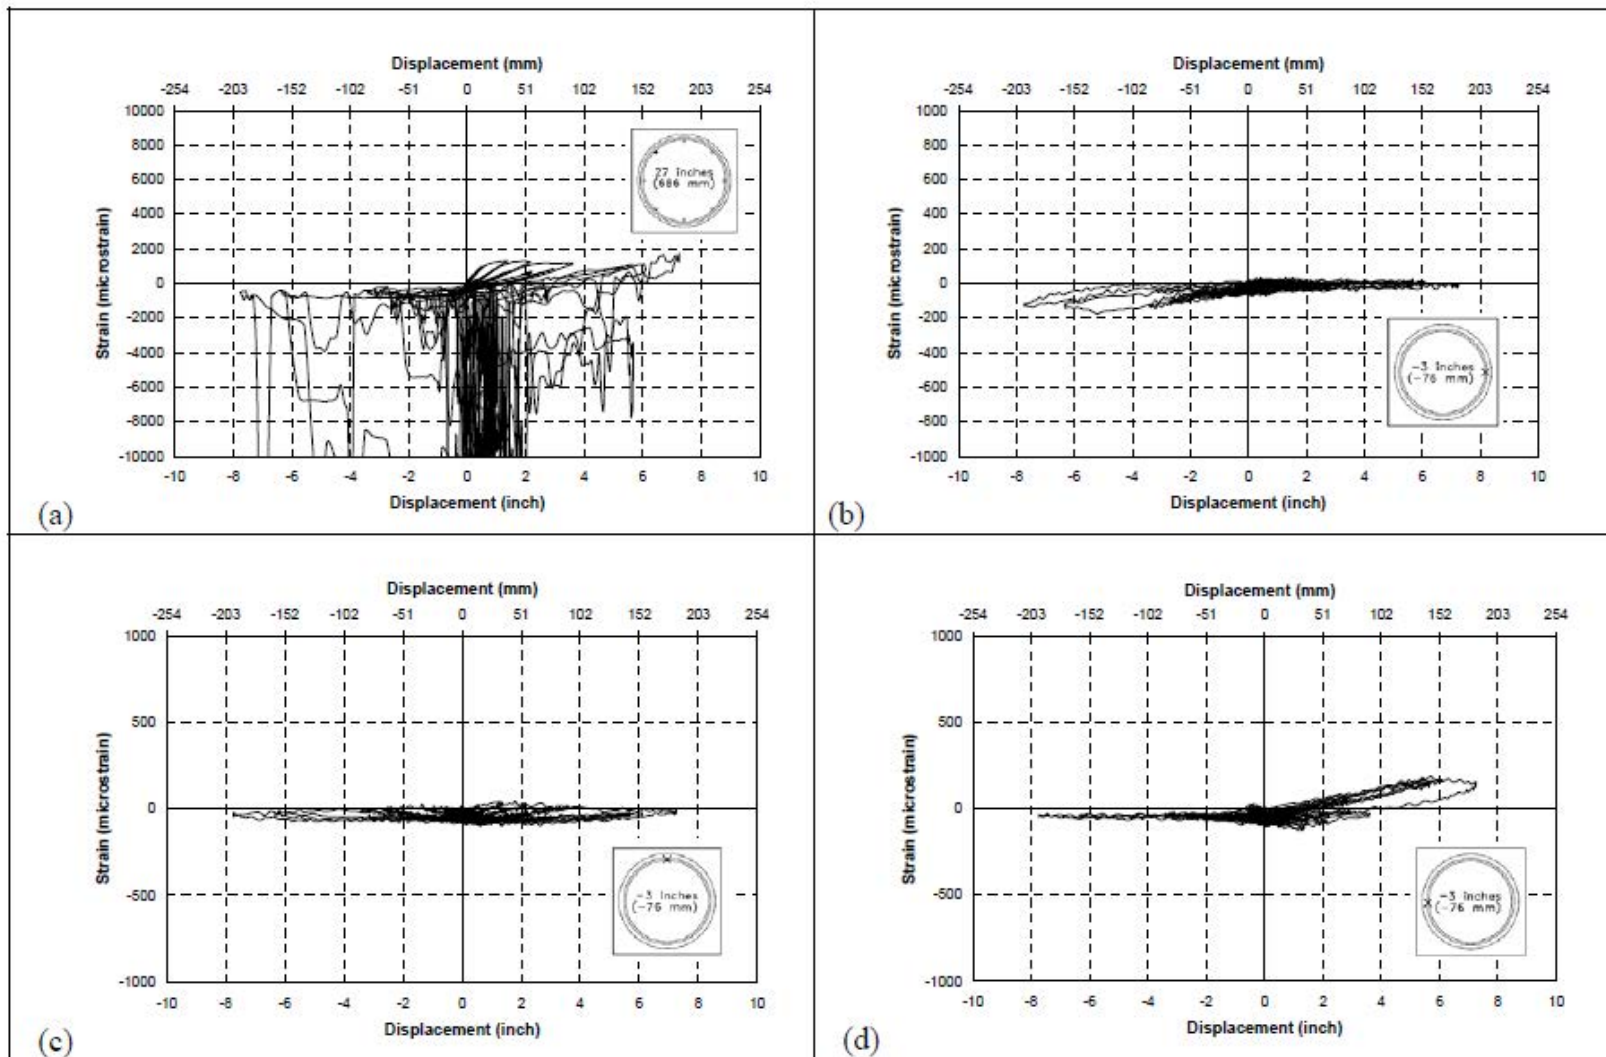 Displacement (mm)
-254 -203 -152 -102 -51 0 51 102 152 203 254
10000
8000
6000
4000
2000
0
-2000
-4000
-6000
-8000
-10000
Strain (microstrain)
27 inches
(686 mm)
-10 -8 -6 -4 -2 0 2 4 6 8 10
Displacement (inch)
(a)
Displacement (mm)
-254 -203 -152 -102 -51 0 51 102 152 203 254
1000
800
600
400
200
0
-200
-400
-600
-800
-1000
Strain (microstrain)
-3 inches
(-76 mm)
-10 -8 -6 -4 -2 0 2 4 6 8 10
Displacement (inch)
(b)
Displacement (mm)
-254 -203 -152 -102 -51 0 51 102 152 203 254
1000
500
0
-500
-1000
Strain (microstrain)
-3 inches
(-76 mm)
-10 -8 -6 -4 -2 0 2 4 6 8 10
Displacement (inch)
(c)
Displacement (mm)
-254 -203 -152 -102 -51 0 51 102 152 203 254
1000
500
0
-500
-1000
Strain (microstrain)
-3 inches
(-76 mm)
-10 -8 -6 -4 -2 0 2 4 6 8 10
Displacement (inch)
(d)